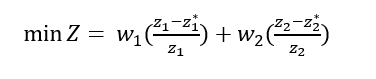 min Z = w₁(z₁−z₁*/z₁) + w₂(z₂−z₂*/z₂)